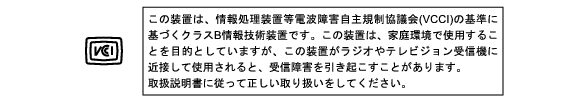 VCCI
この装置は、情報処理装置等電波障害自主規制協議会(VCCI)の基準に
基づくクラスB情報技術装置です。この装置は、家庭環境で使用するこ
とを目的としていますが、この装置がラジオやテレビジョン受信機に
近接して使用されると、受信障害を引き起こすことがあります。
取扱説明書に従って正しい取り扱いをしてください。